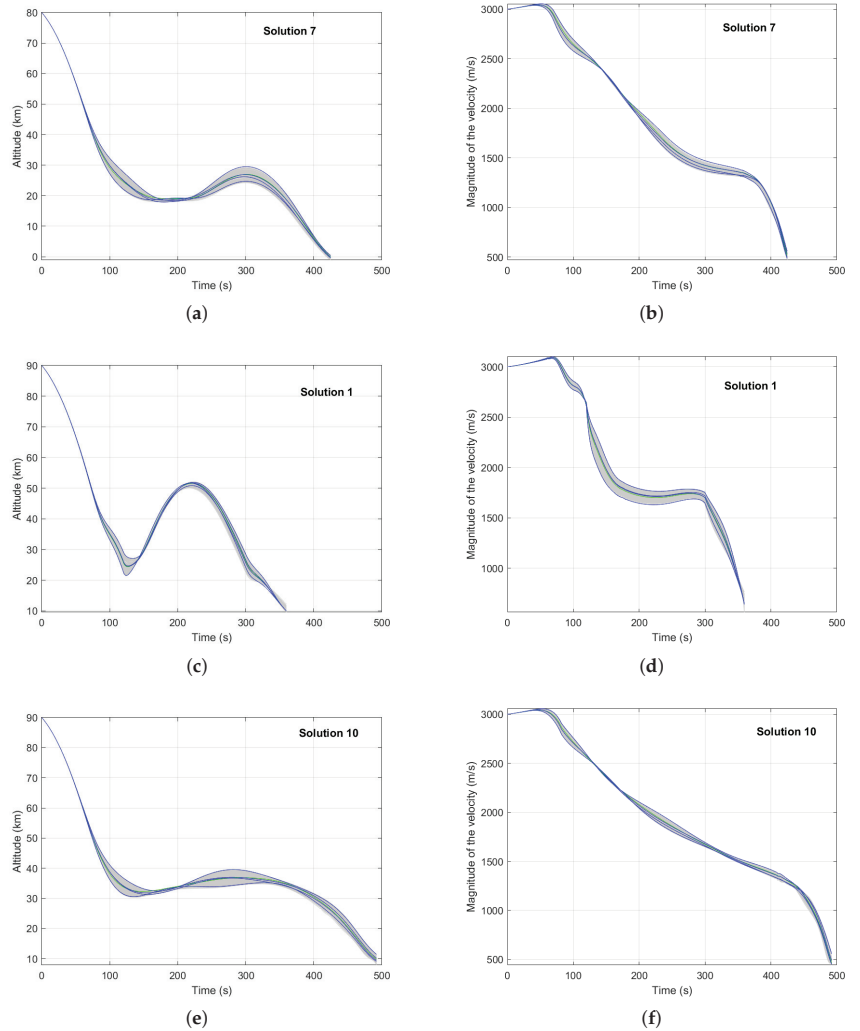 Solution 7
Altitude (km)
80
70
60
50
40
30
20
10
0
0 100 200 300 400 500
Time (s)
(a)
Solution 7
Magnitude of the velocity (m/s)
3000
2500
2000
1500
1000
500
0 100 200 300 400 500
Time (s)
(b)
Solution 1
Altitude (km)
90
80
70
60
50
40
30
20
10
0 100 200 300 400 500
Time (s)
(c)
Solution 1
Magnitude of the velocity (m/s)
3000
2500
2000
1500
1000
0 100 200 300 400 500
Time (s)
(d)
Solution 10
Altitude (km)
90
80
70
60
50
40
30
20
10
0 100 200 300 400 500
Time (s)
(e)
Solution 10
Magnitude of the velocity (m/s)
3000
2500
2000
1500
1000
500
0 100 200 300 400 500
Time (s)
(f)